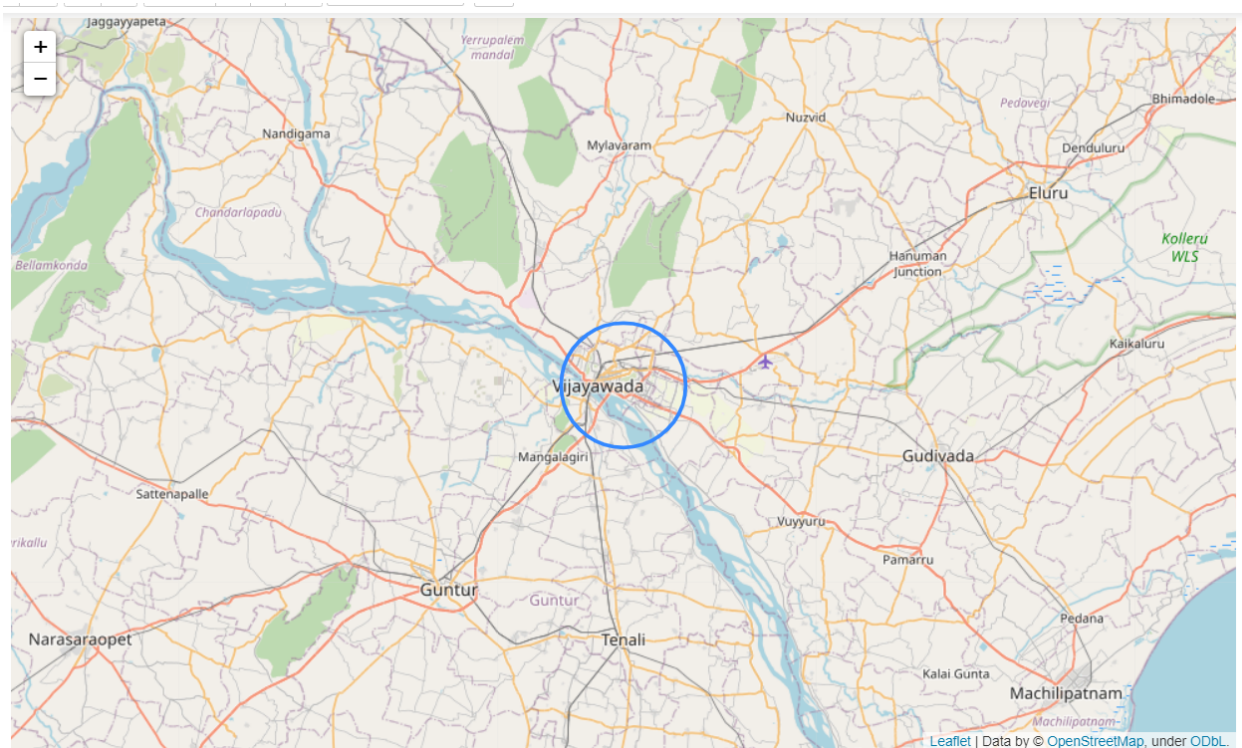 Jaggayyapeta
+
−
Yerrupalem
mandal
Bhimadole
Pedavegi
Nuzvid
Nandigama
Mylavaram
Denduluru
Eluru
Chandarlapadu
Kolleru
WLS
Hanuman
Junction
Bellamkonda
Kaikaluru
Vijayawada
Mangalagiri
Gudivada
Sattenapalle
Vuyyuru
rikallu
Pamarru
Guntur
Guntur
Pedana
Narasaraopet
Tenali
Kalai Gunta
Machilipatnam
Machilipatnam
Leaflet | Data by © OpenStreetMap, under ODbL.